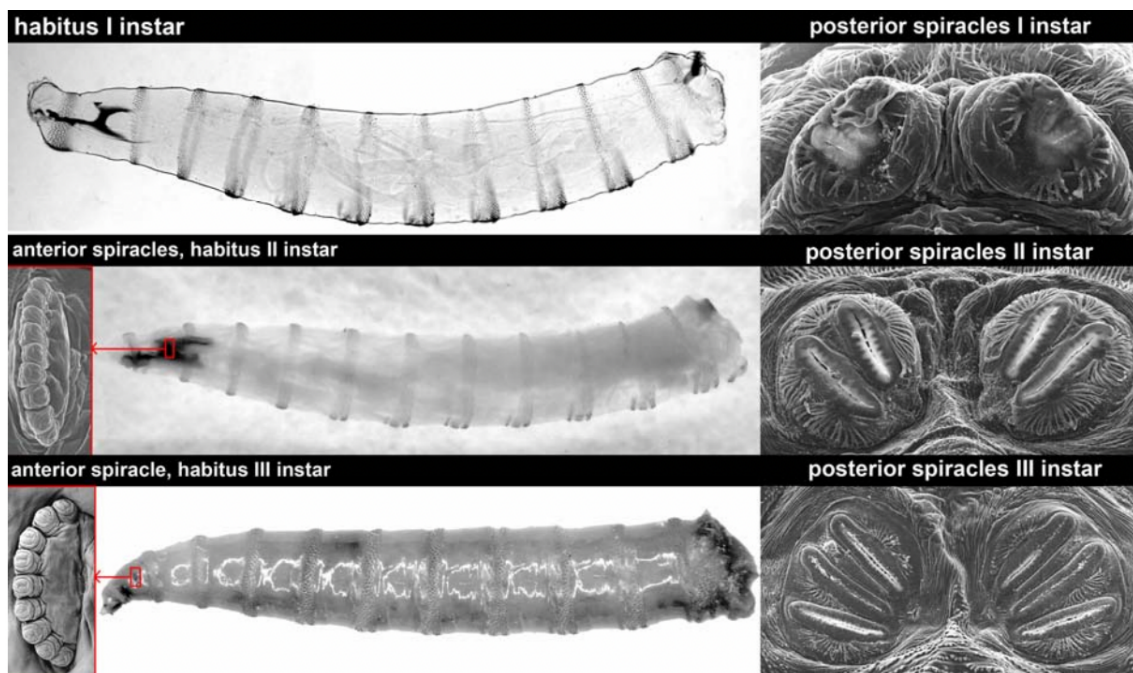 habitus I instar
posterior spiracles I instar
anterior spiracles, habitus II instar
posterior spiracles II instar
anterior spiracle, habitus III instar
posterior spiracles III instar